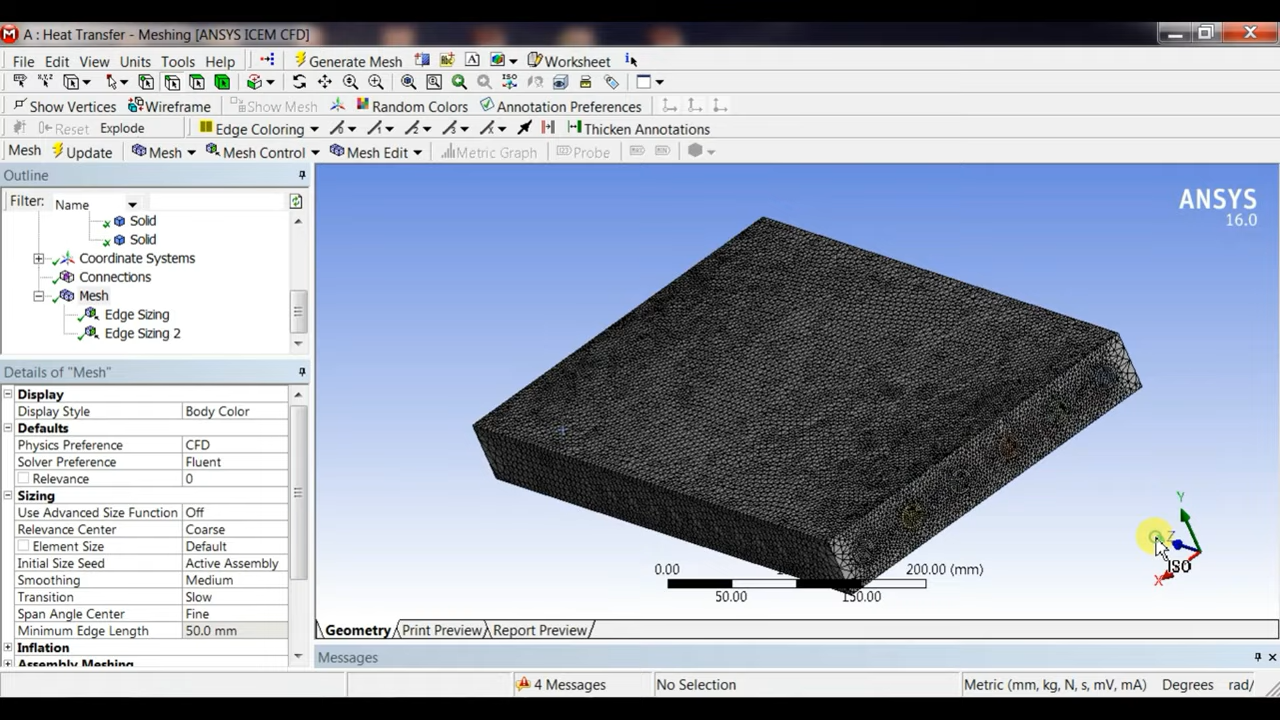 A : Heat Transfer - Meshing [ANSYS ICEM CFD]
File Edit View Units Tools Help Generate Mesh A Worksheet i
ISO
Show Vertices Wireframe Show Mesh Random Colors Annotation Preferences
Reset Explode Edge Coloring Thicken Annotations
Mesh Update Mesh Mesh Control Mesh Edit Metric Graph Probe
Outline
Filter: Name
Solid
Solid
Coordinate Systems
Connections
Mesh
Edge Sizing
Edge Sizing 2
Details of "Mesh"
Display
Display Style Body Color
Defaults
Physics Preference CFD
Solver Preference Fluent
Relevance 0
Sizing
Use Advanced Size Function Off
Relevance Center Coarse
Element Size Default
Initial Size Seed Active Assembly
Smoothing Medium
Transition Slow
Span Angle Center Fine
Minimum Edge Length 50.0 mm
Inflation
Assembly Meshing
ANSYS
16.0
Y
Z
X
ISO
0.00 200.00 (mm)
50.00 150.00
Geometry Print Preview Report Preview
Messages
4 Messages No Selection Metric (mm, kg, N, s, mV, mA) Degrees rad/